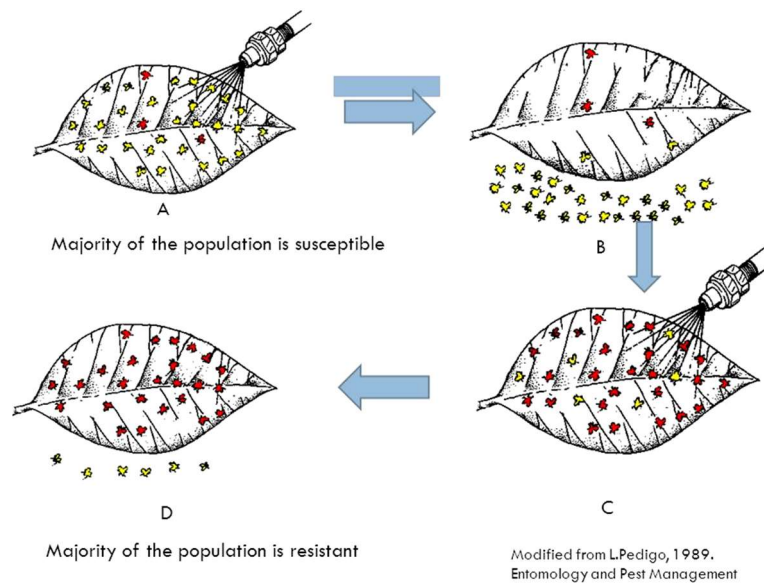 A
Majority of the population is susceptible
B
D
Majority of the population is resistant
C
Modified from L.Pedigo, 1989.
Entomology and Pest Management